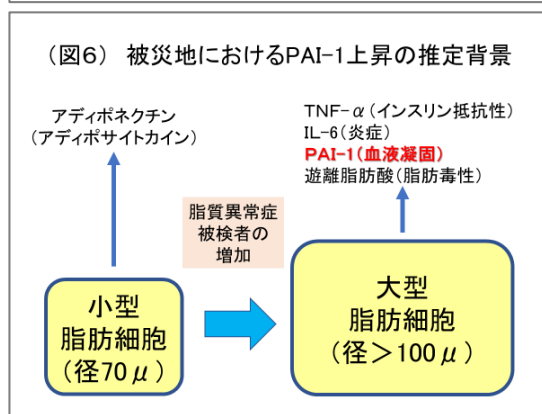 (図6) 被災地におけるPAI-1上昇の推定背景
アディポネクチン
(アディポサイトカイン)
TNF-α(インスリン抵抗性)
IL-6(炎症)
PAI-1(血液凝固)
遊離脂肪酸(脂肪毒性)
脂質異常症
被検者の
増加
小型
脂肪細胞
(径70μ)
大型
脂肪細胞
(径>100μ)